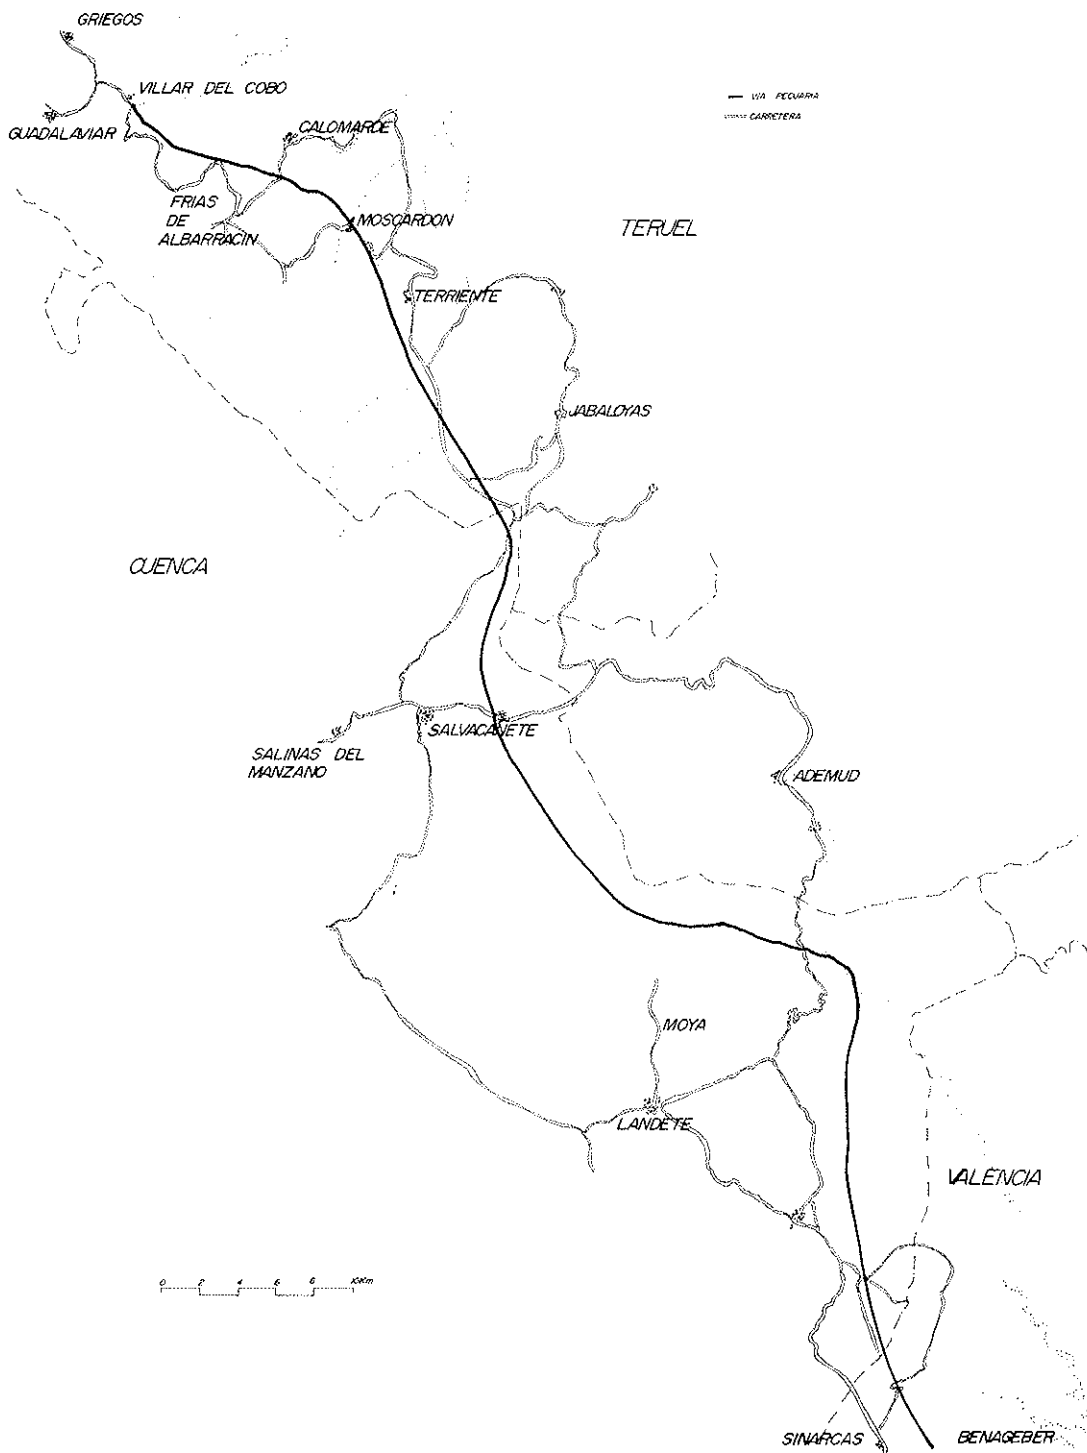 GRIEGOS
VILLAR DEL COBO
VIA PECUARIA
CARRETERA
GUADALAVIAR
CALOMARDE
FRIAS
DE
ALBARRACIN
MOSCARDON
TERUEL
TERRIENTE
JABALOYAS
CUENCA
SALVACAÑETE
SALINAS DEL
MANZANO
ADEMUD
MOYA
LANDETE
VALENCIA
0 2 4 6 8 10Km
SINARCAS
BENAGEBER